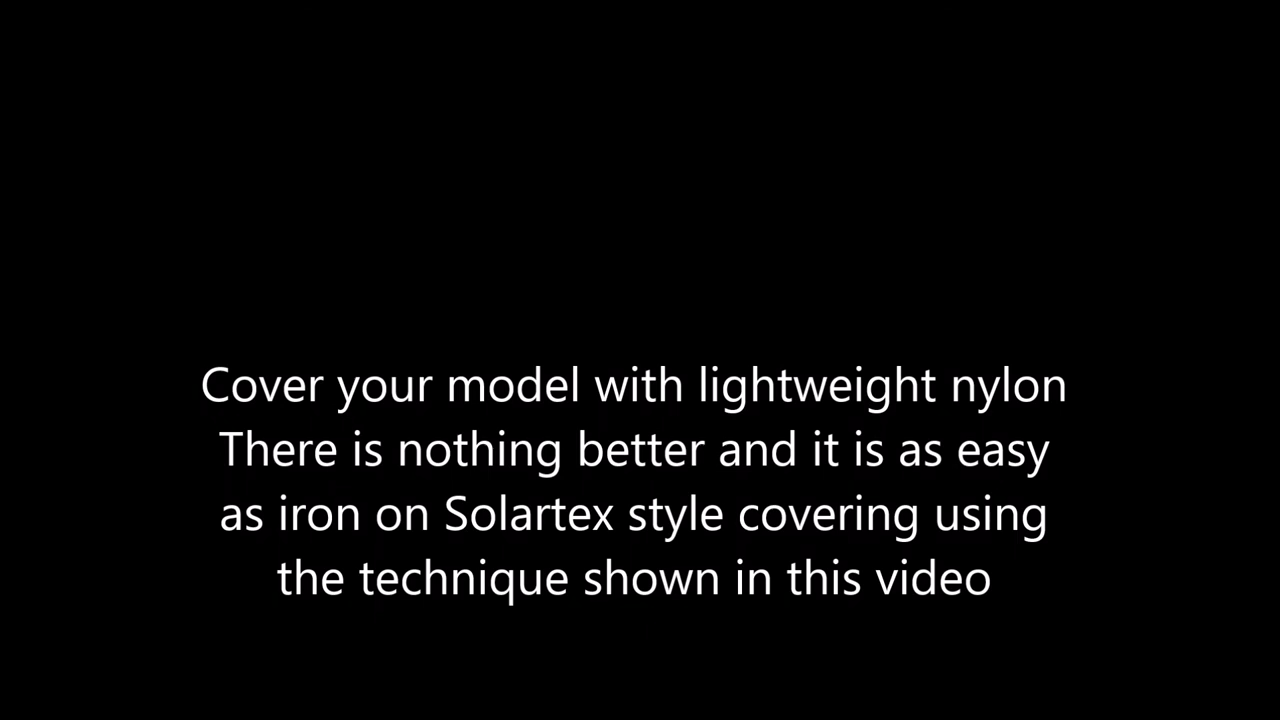 Cover your model with lightweight nylon
There is nothing better and it is as easy
as iron on Solartex style covering using
the technique shown in this video